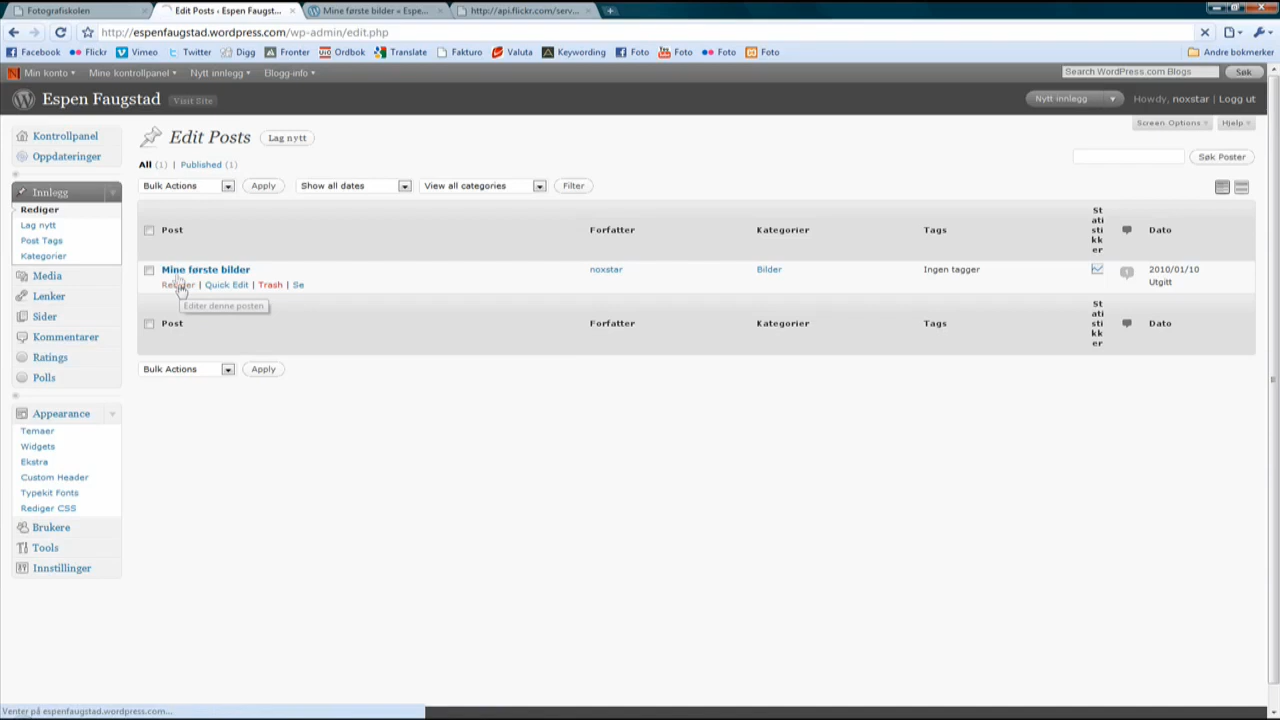 Fotografiskolen
Edit Posts ‹ Espen Faugst...
Mine første bilder « Espe...
http://api.flickr.com/serv...
http://espenfaugstad.wordpress.com/wp-admin/edit.php
Facebook Flickr Vimeo Twitter Digg Fronter Ordbok Translate Fakturo Valuta Keywording Foto Foto Foto Foto Andre bokmerker
Min konto Mine kontrollpanel Nytt innlegg Blogg-info Search WordPress.com Blogs Søk
Espen Faugstad Visit Site Nytt innlegg Howdy, noxstar | Logg ut
Screen Options Hjelp
Kontrollpanel
Oppdateringer
Innlegg
Rediger
Lag nytt
Post Tags
Kategorier
Media
Lenker
Sider
Kommentarer
Ratings
Polls
Appearance
Temaer
Widgets
Ekstra
Custom Header
Typekit Fonts
Rediger CSS
Brukere
Tools
Innstillinger
Edit Posts Lag nytt
All (1) | Published (1) Søk Poster
Bulk Actions Apply Show all dates View all categories Filter
Post Forfatter Kategorier Tags Statistikker Dato
Mine første bilder noxstar Bilder Ingen tagger 1 2010/01/10
Rediger | Quick Edit | Trash | Se Utgitt
Editer denne posten
Post Forfatter Kategorier Tags Statistikker Dato
Bulk Actions Apply
Venter på espenfaugstad.wordpress.com...